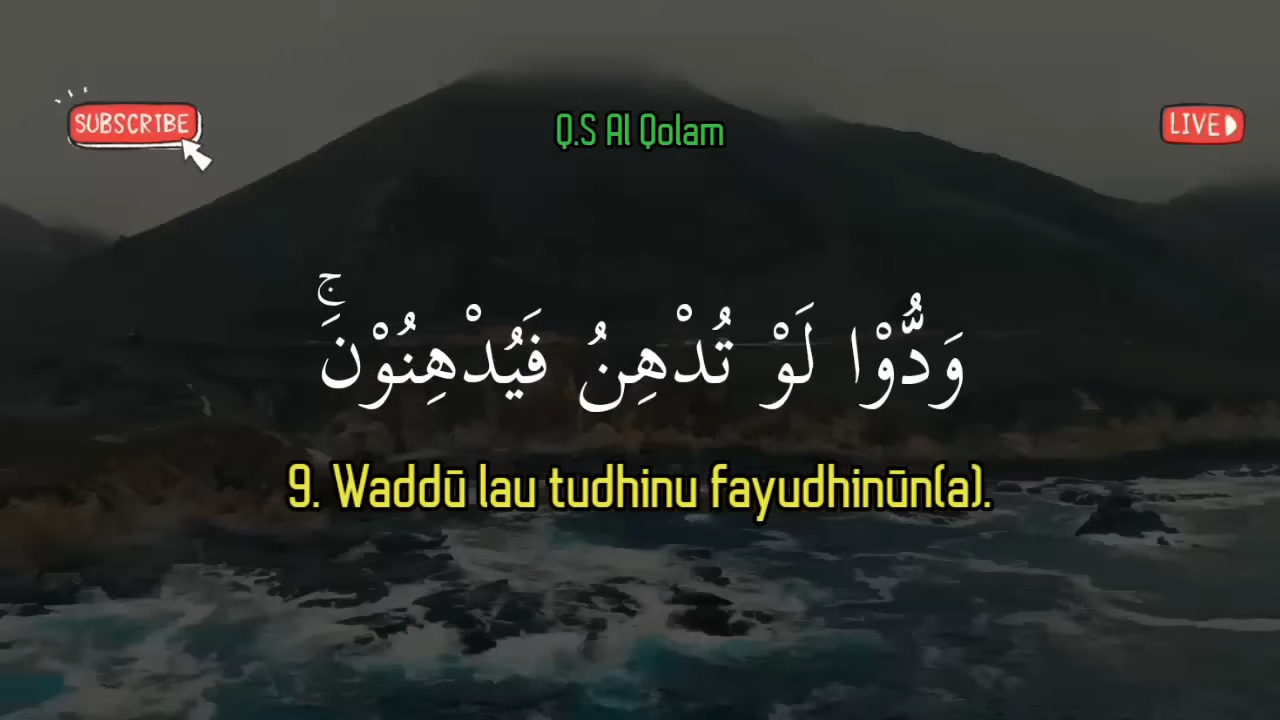 SUBSCRIBE
Q.S Al Qolam
LIVE
وَدُّوْا لَوْ تُدْهِنُ فَيُدْهِنُوْنَۚ
9. Waddū lau tudhinu fayudhinūn(a).